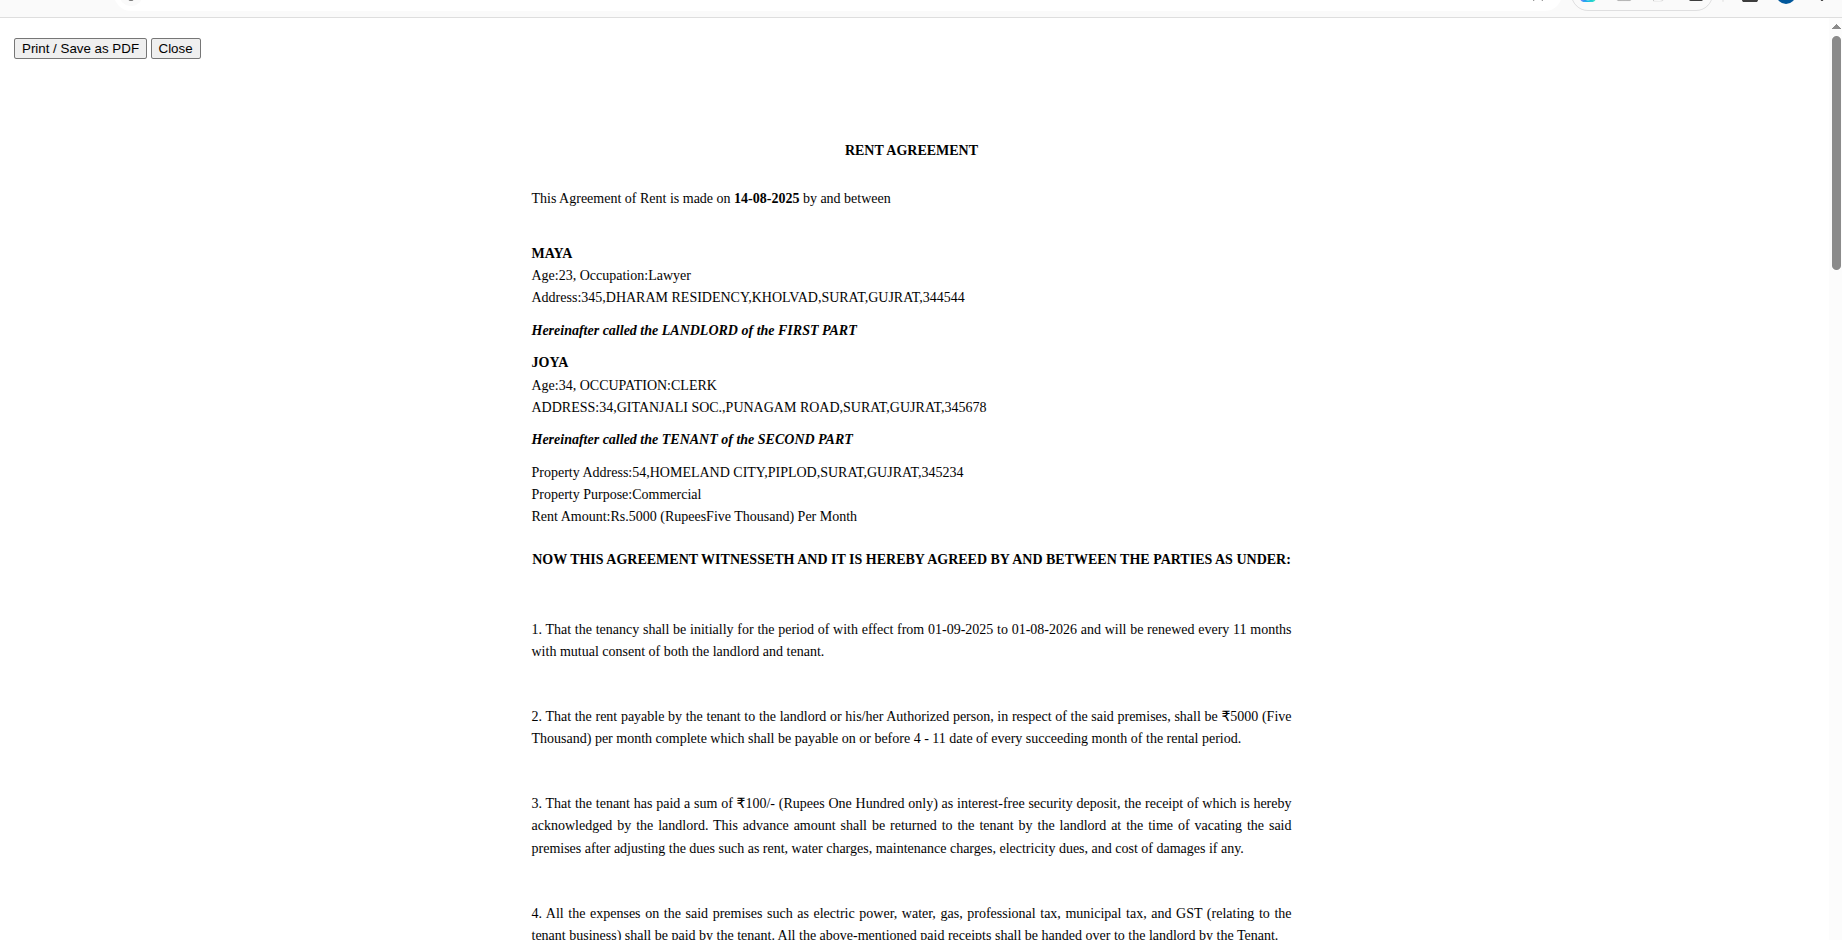 Print / Save as PDF Close
RENT AGREEMENT
This Agreement of Rent is made on 14-08-2025 by and between
MAYA
Age:23, Occupation:Lawyer
Address:345,DHARAM RESIDENCY,KHOLVAD,SURAT,GUJRAT,344544
Hereinafter called the LANDLORD of the FIRST PART
JOYA
Age:34, OCCUPATION:CLERK
ADDRESS:34,GITANJALI SOC.,PUNAGAM ROAD,SURAT,GUJRAT,345678
Hereinafter called the TENANT of the SECOND PART
Property Address:54,HOMELAND CITY,PIPLOD,SURAT,GUJRAT,345234
Property Purpose:Commercial
Rent Amount:Rs.5000 (RupeesFive Thousand) Per Month
NOW THIS AGREEMENT WITNESSETH AND IT IS HEREBY AGREED BY AND BETWEEN THE PARTIES AS UNDER:
1. That the tenancy shall be initially for the period of with effect from 01-09-2025 to 01-08-2026 and will be renewed every 11 months
with mutual consent of both the landlord and tenant.
2. That the rent payable by the tenant to the landlord or his/her Authorized person, in respect of the said premises, shall be ₹5000 (Five
Thousand) per month complete which shall be payable on or before 4 - 11 date of every succeeding month of the rental period.
3. That the tenant has paid a sum of ₹100/- (Rupees One Hundred only) as interest-free security deposit, the receipt of which is hereby
acknowledged by the landlord. This advance amount shall be returned to the tenant by the landlord at the time of vacating the said
premises after adjusting the dues such as rent, water charges, maintenance charges, electricity dues, and cost of damages if any.
4. All the expenses on the said premises such as electric power, water, gas, professional tax, municipal tax, and GST (relating to the
tenant business) shall be paid by the tenant. All the above-mentioned paid receipts shall be handed over to the landlord by the Tenant.